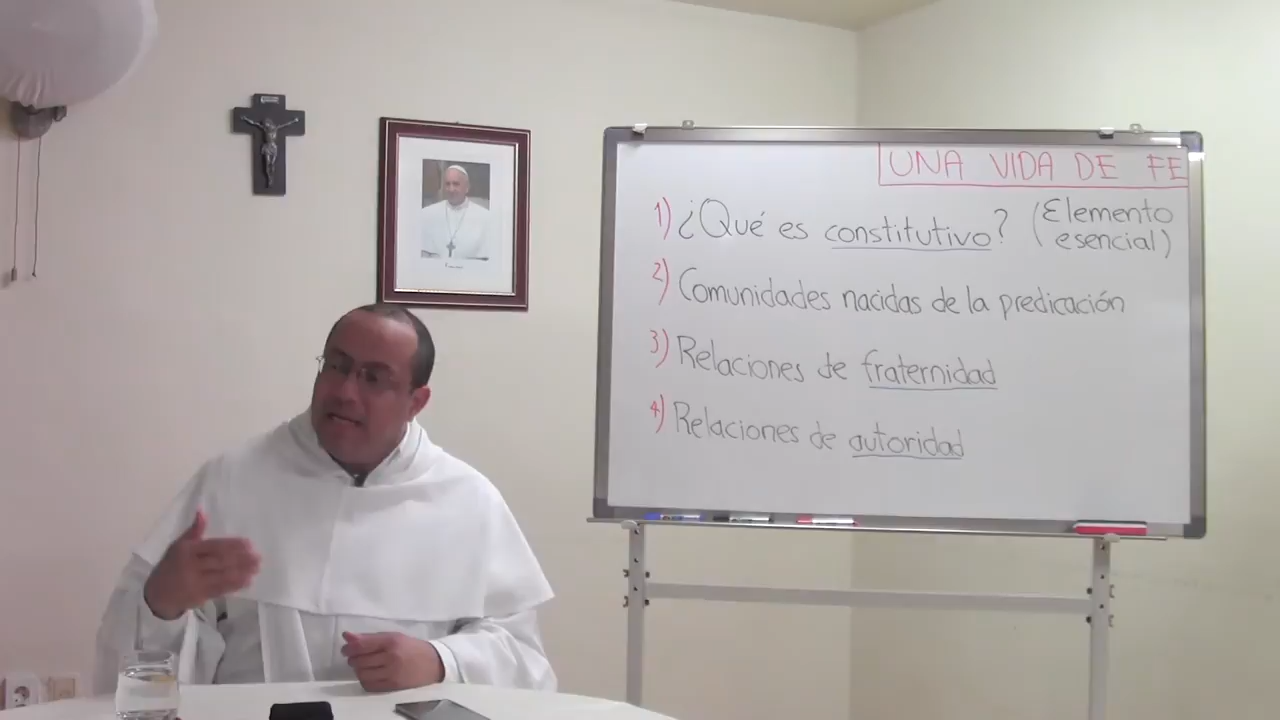 UNA VIDA DE FE
1) ¿Qué es constitutivo? (Elemento
esencial)
2) Comunidades nacidas de la predicación
3) Relaciones de fraternidad
4) Relaciones de autoridad